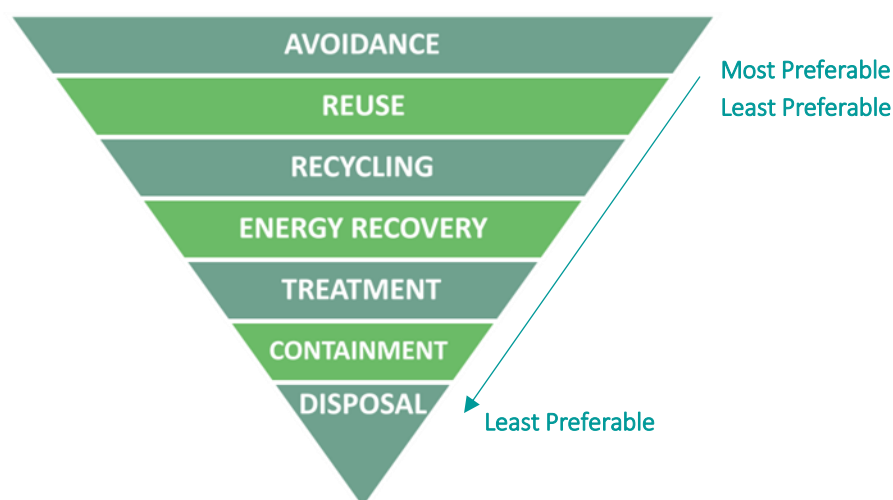 AVOIDANCE
Most Preferable
Least Preferable
REUSE
RECYCLING
ENERGY RECOVERY
TREATMENT
CONTAINMENT
DISPOSAL
Least Preferable